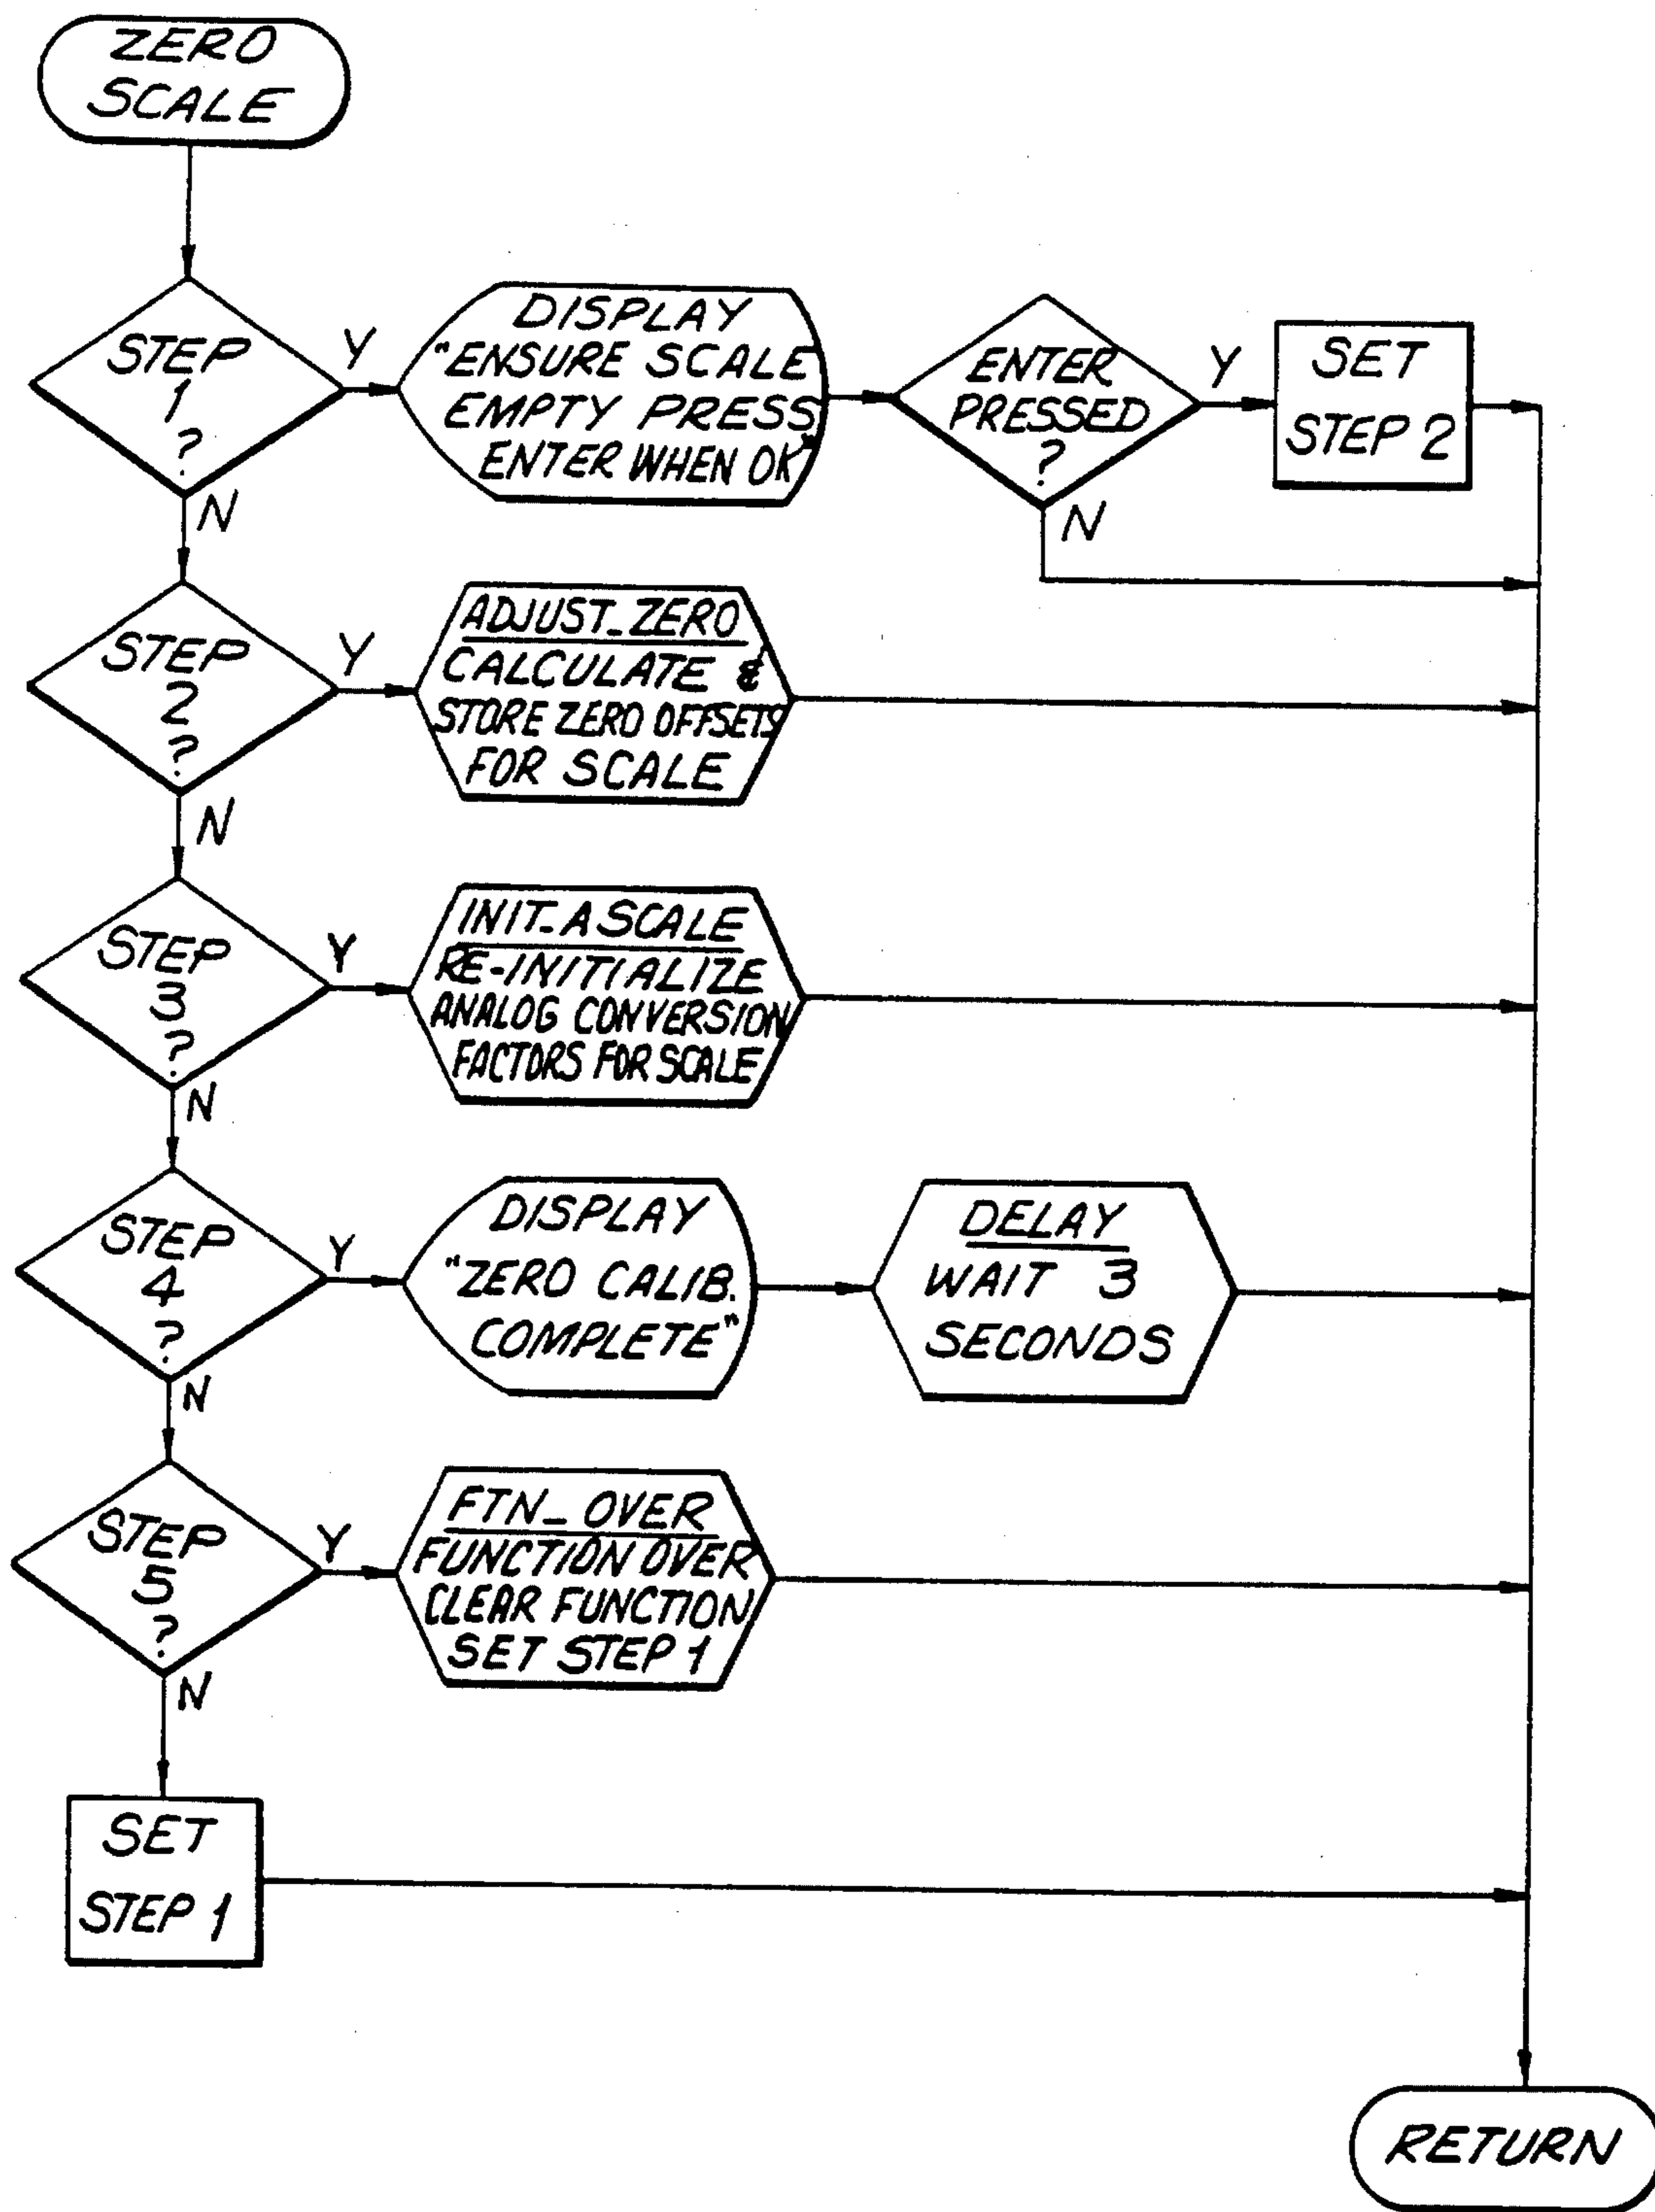 ZERO
SCALE
STEP
1
?
Y
N
DISPLAY
"ENSURE SCALE
EMPTY PRESS
ENTER WHEN OK"
ENTER
PRESSED
?
Y
N
SET
STEP 2
STEP
2
?
Y
N
ADJUST_ZERO
CALCULATE &
STORE ZERO OFFSETS
FOR SCALE
STEP
3
?
Y
N
INIT_ASCALE
RE-INITIALIZE
ANALOG CONVERSION
FACTORS FOR SCALE
STEP
4
?
Y
N
DISPLAY
"ZERO CALIB.
COMPLETE"
DELAY
WAIT 3
SECONDS
STEP
5
?
Y
N
FTN_OVER
FUNCTION OVER
CLEAR FUNCTION
SET STEP 1
SET
STEP 1
RETURN